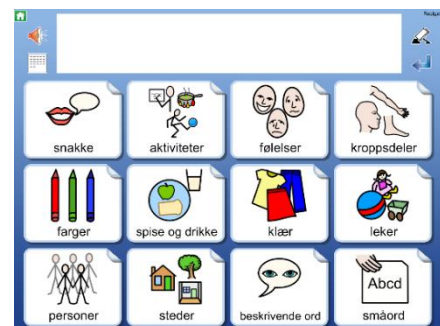 snakke aktiviteter følelser kroppsdeler
farger spise og drikke klær leker
Abcd
personer steder beskrivende ord småord